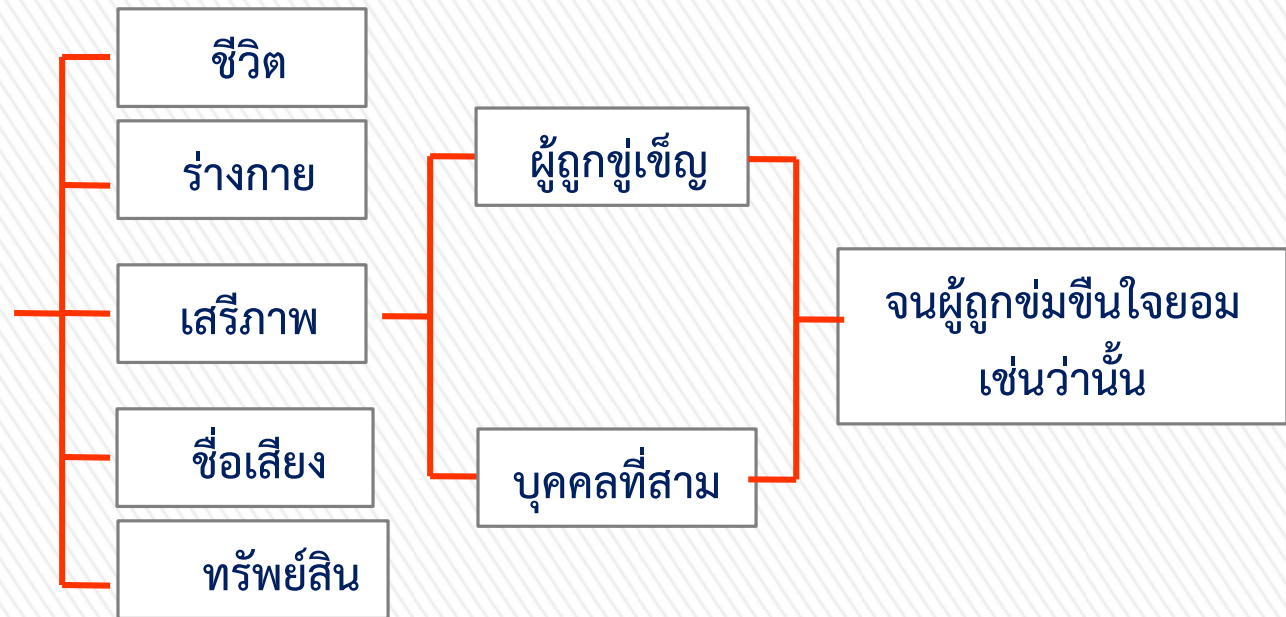 ชีวิต
ร่างกาย
เสรีภาพ
ชื่อเสียง
ทรัพย์สิน
ผู้ถูกขู่เข็ญ
บุคคลที่สาม
จนผู้ถูกข่มขืนใจยอม
เช่นว่านั้น